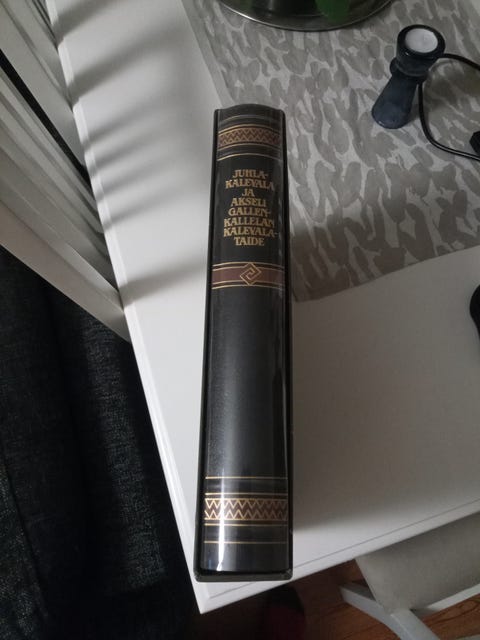 JUHLA-
KALEVALA
JA
AKSELI
GALLEN-
KALLELAN
KALEVALA-
TAIDE